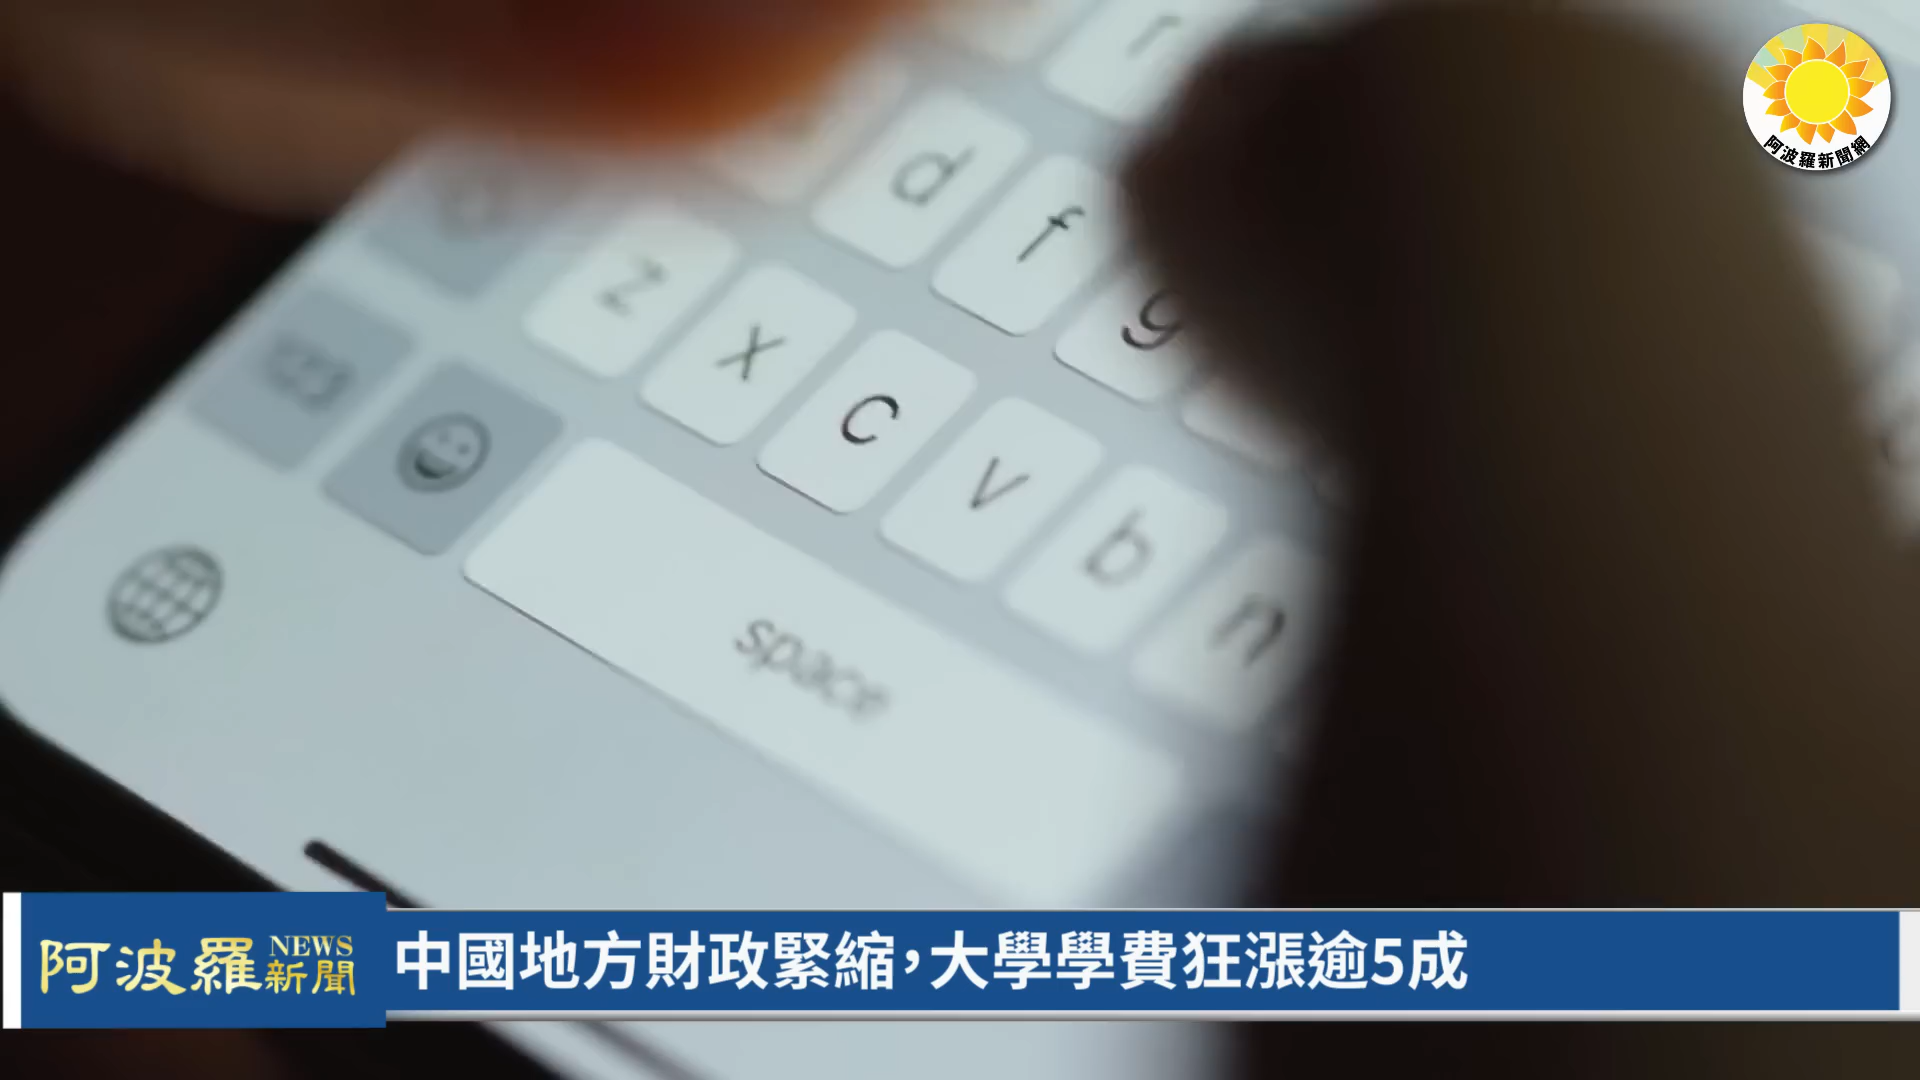 阿波羅新聞網
r
d f g
z x c v b n
space
阿波羅 NEWS 新聞
中國地方財政緊縮，大學學費狂漲逾5成